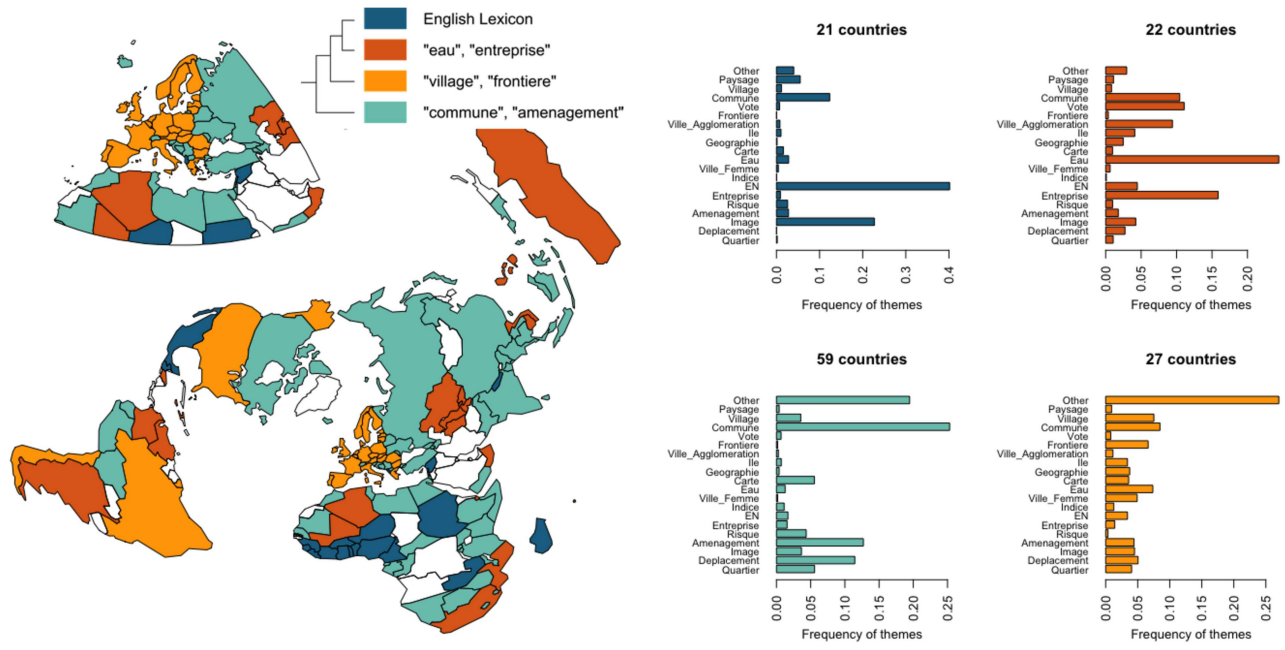 English Lexicon
"eau", "entreprise"
"village", "frontiere"
"commune", "amenagement"
21 countries
Other
Paysage
Village
Commune
Vote
Frontiere
Ville_Agglomeration
Ile
Geographie
Carte
Eau
Ville_Femme
Indice
EN
Entreprise
Risque
Amenagement
Image
Deplacement
Quartier
0.0 0.1 0.2 0.3 0.4
Frequency of themes
22 countries
Other
Paysage
Village
Commune
Vote
Frontiere
Ville_Agglomeration
Ile
Geographie
Carte
Eau
Ville_Femme
Indice
EN
Entreprise
Risque
Amenagement
Image
Deplacement
Quartier
0.00 0.05 0.10 0.15 0.20
Frequency of themes
59 countries
Other
Paysage
Village
Commune
Vote
Frontiere
Ville_Agglomeration
Ile
Geographie
Carte
Eau
Ville_Femme
Indice
EN
Entreprise
Risque
Amenagement
Image
Deplacement
Quartier
0.00 0.05 0.10 0.15 0.20 0.25
Frequency of themes
27 countries
Other
Paysage
Village
Commune
Vote
Frontiere
Ville_Agglomeration
Ile
Geographie
Carte
Eau
Ville_Femme
Indice
EN
Entreprise
Risque
Amenagement
Image
Deplacement
Quartier
0.00 0.05 0.10 0.15 0.20 0.25
Frequency of themes